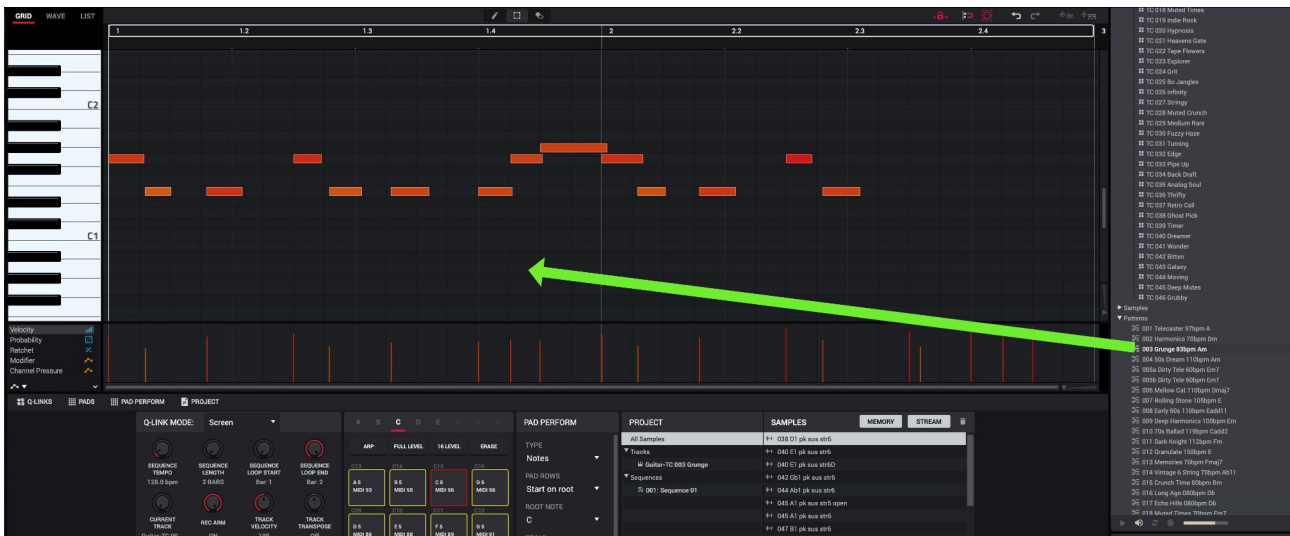 GRID WAVE LIST
1 1.2 1.3 1.4 2 2.2 2.3 2.4 3
C2
C1
Velocity
Probability
Ratchet
Modifier
Channel Pressure
TC 018 Muted Times
TC 019 Indie Rock
TC 020 Hypnosis
TC 021 Heavens Gate
TC 022 Tape Flowers
TC 023 Explorer
TC 024 Grit
TC 025 Bo Jangles
TC 026 Infinity
TC 027 Stringy
TC 028 Muted Crunch
TC 029 Medium Rare
TC 030 Fuzzy Haze
TC 031 Turning
TC 032 Edge
TC 033 Pipe Up
TC 034 Back Draft
TC 035 Analog Soul
TC 036 Thrifty
TC 037 Retro Call
TC 038 Ghost Pick
TC 039 Timer
TC 040 Dreamer
TC 041 Wonder
TC 042 Bitten
TC 043 Galaxy
TC 044 Moving
TC 045 Deep Mutes
TC 046 Grubby
Samples
Patterns
001 Telecaster 97bpm A
002 Harmonics 70bpm Dm
003 Grunge 83bpm Am
004 50s Dream 110bpm Am
005a Dirty Tele 60bpm Em7
005b Dirty Tele 60bpm Em7
006 Mellow Cat 110bpm Dmaj7
007 Rolling Stone 105bpm E
008 Early 60s 110bpm Eadd11
009 Deep Harmonics 100bpm Em
010 70s Ballad 119bpm Cadd2
011 Dark Knight 112bpm Fm
012 Granulate 150bpm E
013 Memories 70bpm Fmaj7
014 Vintage 6 String 70bpm Ab11
015 Crunch Time 80bpm Bm
016 Long Ago 080bpm D6
017 Echo Hills 080bpm D6
018 Muted Times 70bpm Em7
Q-LINKS PADS PAD PERFORM PROJECT
Q-LINK MODE: Screen
SEQUENCE TEMPO
128.0 bpm
SEQUENCE LENGTH
2 BARS
SEQUENCE LOOP START
Bar: 1
SEQUENCE LOOP END
Bar: 2
CURRENT TRACK
REC ARM
TRACK VELOCITY
TRACK TRANSPOSE
A B C D E F G H
ARP FULL LEVEL 16 LEVEL ERASE
C13 C14 C15 C16
A5
MIDI 93
B5
MIDI 95
C6
MIDI 96
D6
MIDI 98
C09 C10 C11 C12
D5
MIDI 86
E5
MIDI 88
F5
MIDI 89
G5
MIDI 91
PAD PERFORM
TYPE
Notes
PAD ROWS
Start on root
ROOT NOTE
C
PROJECT
All Samples
Tracks
Guitar-TC 003 Grunge
Sequences
001: Sequence 01
SAMPLES MEMORY STREAM
038 D1 pk sus str6
040 E1 pk sus str6
040 E1 pk sus str6D
042 Gb1 pk sus str6
044 Ab1 pk sus str6
045 A1 pk sus str5 open
045 A1 pk sus str6
047 B1 pk sus str6